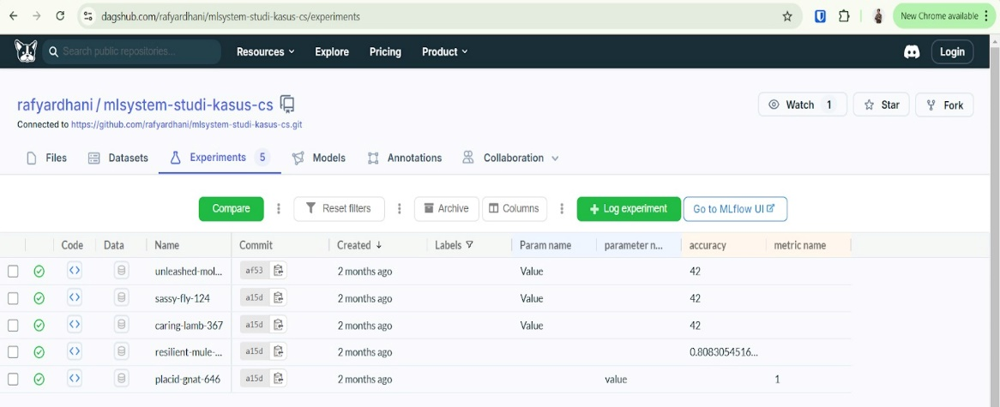 dagshub.com/rafyardhani/mlsystem-studi-kasus-cs/experiments New Chrome available
Search public repositories... Resources Explore Pricing Product Login
rafyardhani / mlsystem-studi-kasus-cs Watch 1 Star Fork
Connected to https://github.com/rafyardhani/mlsystem-studi-kasus-cs.git
Files Datasets Experiments 5 Models Annotations Collaboration
Compare Reset filters Archive Columns + Log experiment Go to MLflow UI
Code Data Name Commit Created ↓ Labels Param name parameter n... accuracy metric name
unleashed-mol... af53 2 months ago Value 42
sassy-fly-124 a15d 2 months ago Value 42
caring-lamb-367 a15d 2 months ago Value 42
resilient-mule-... a15d 2 months ago 0.8083054516...
placid-gnat-646 a15d 2 months ago value 1